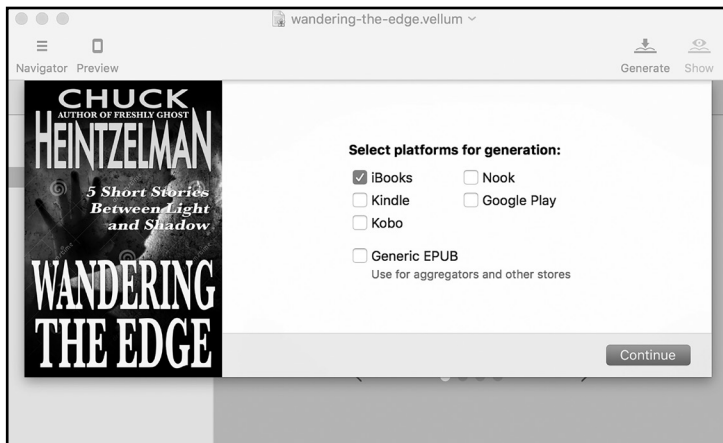 wandering-the-edge.vellum
Navigator Preview
Generate Show
CHUCK
AUTHOR OF FRESHLY GHOST
HEINTZELMAN
5 Short Stories
Between Light
and Shadow
WANDERING
THE EDGE
Select platforms for generation:
iBooks Nook
Kindle Google Play
Kobo
Generic EPUB
Use for aggregators and other stores
Continue